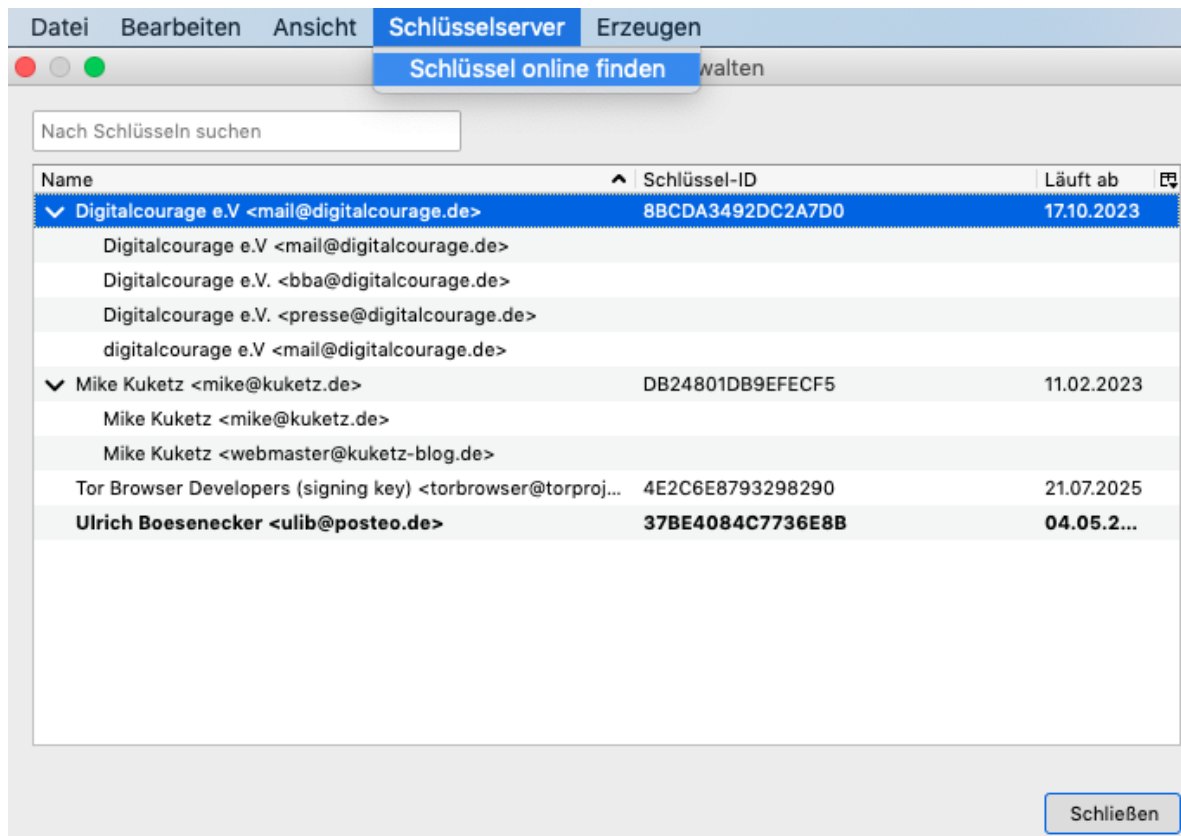 Datei Bearbeiten Ansicht Schlüsselserver Erzeugen
Schlüssel online finden walten
Nach Schlüsseln suchen
Name Schlüssel-ID Läuft ab
Digitalcourage e.V <mail@digitalcourage.de> 8BCDA3492DC2A7D0 17.10.2023
Digitalcourage e.V <mail@digitalcourage.de>
Digitalcourage e.V. <bba@digitalcourage.de>
Digitalcourage e.V. <presse@digitalcourage.de>
digitalcourage e.V <mail@digitalcourage.de>
Mike Kuketz <mike@kuketz.de> DB24801DB9EFECF5 11.02.2023
Mike Kuketz <mike@kuketz.de>
Mike Kuketz <webmaster@kuketz-blog.de>
Tor Browser Developers (signing key) <torbrowser@torproj... 4E2C6E8793298290 21.07.2025
Ulrich Boesenecker <ulib@posteo.de> 37BE4084C7736E8B 04.05.2...
Schließen